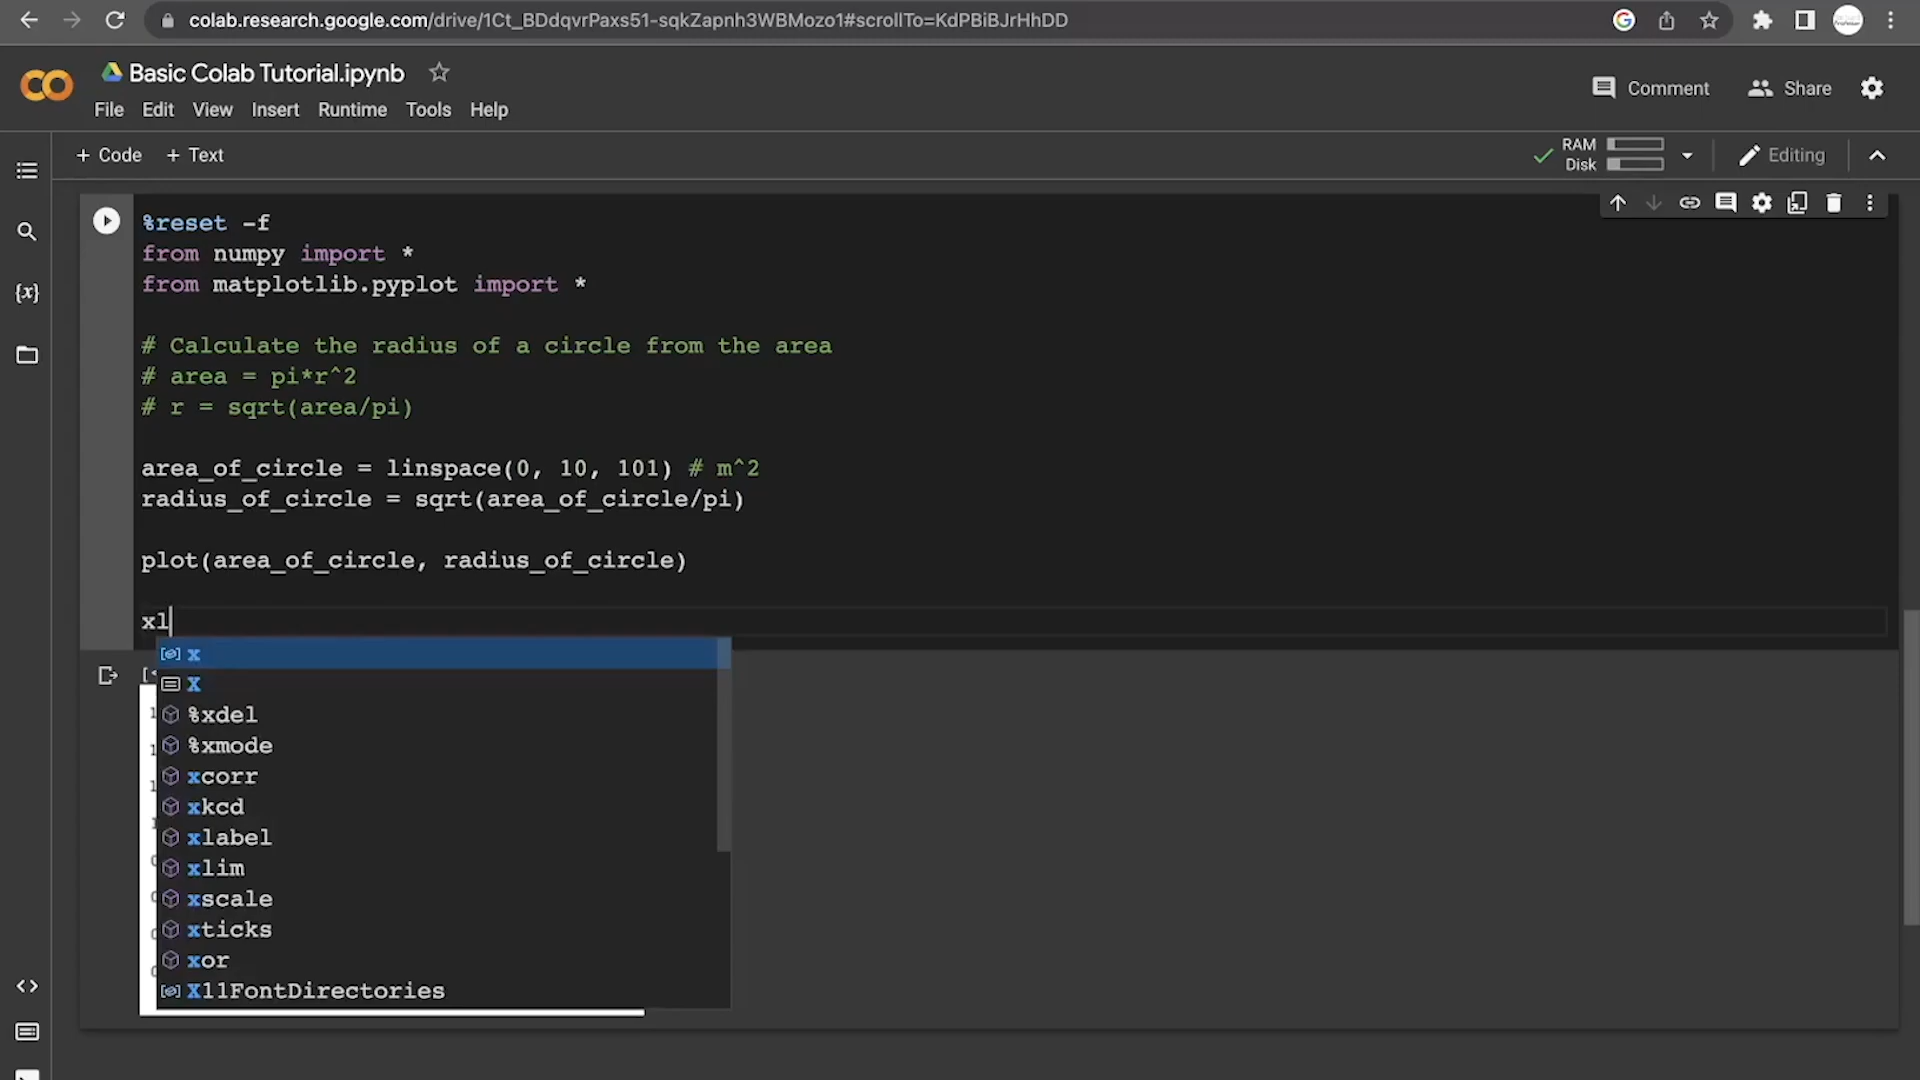 colab.research.google.com/drive/1Ct_BDdqvrPaxs51-sqkZapnh3WBMozo1#scrollTo=KdPBiBJrHhDD
Basic Colab Tutorial.ipynb
File Edit View Insert Runtime Tools Help
Comment Share
+ Code + Text
RAM
Disk
Editing
%reset -f
from numpy import *
from matplotlib.pyplot import *
# Calculate the radius of a circle from the area
# area = pi*r^2
# r = sqrt(area/pi)
area_of_circle = linspace(0, 10, 101) # m^2
radius_of_circle = sqrt(area_of_circle/pi)
plot(area_of_circle, radius_of_circle)
xl
x
X
%xdel
%xmode
xcorr
xkcd
xlabel
xlim
xscale
xticks
xor
X11FontDirectories